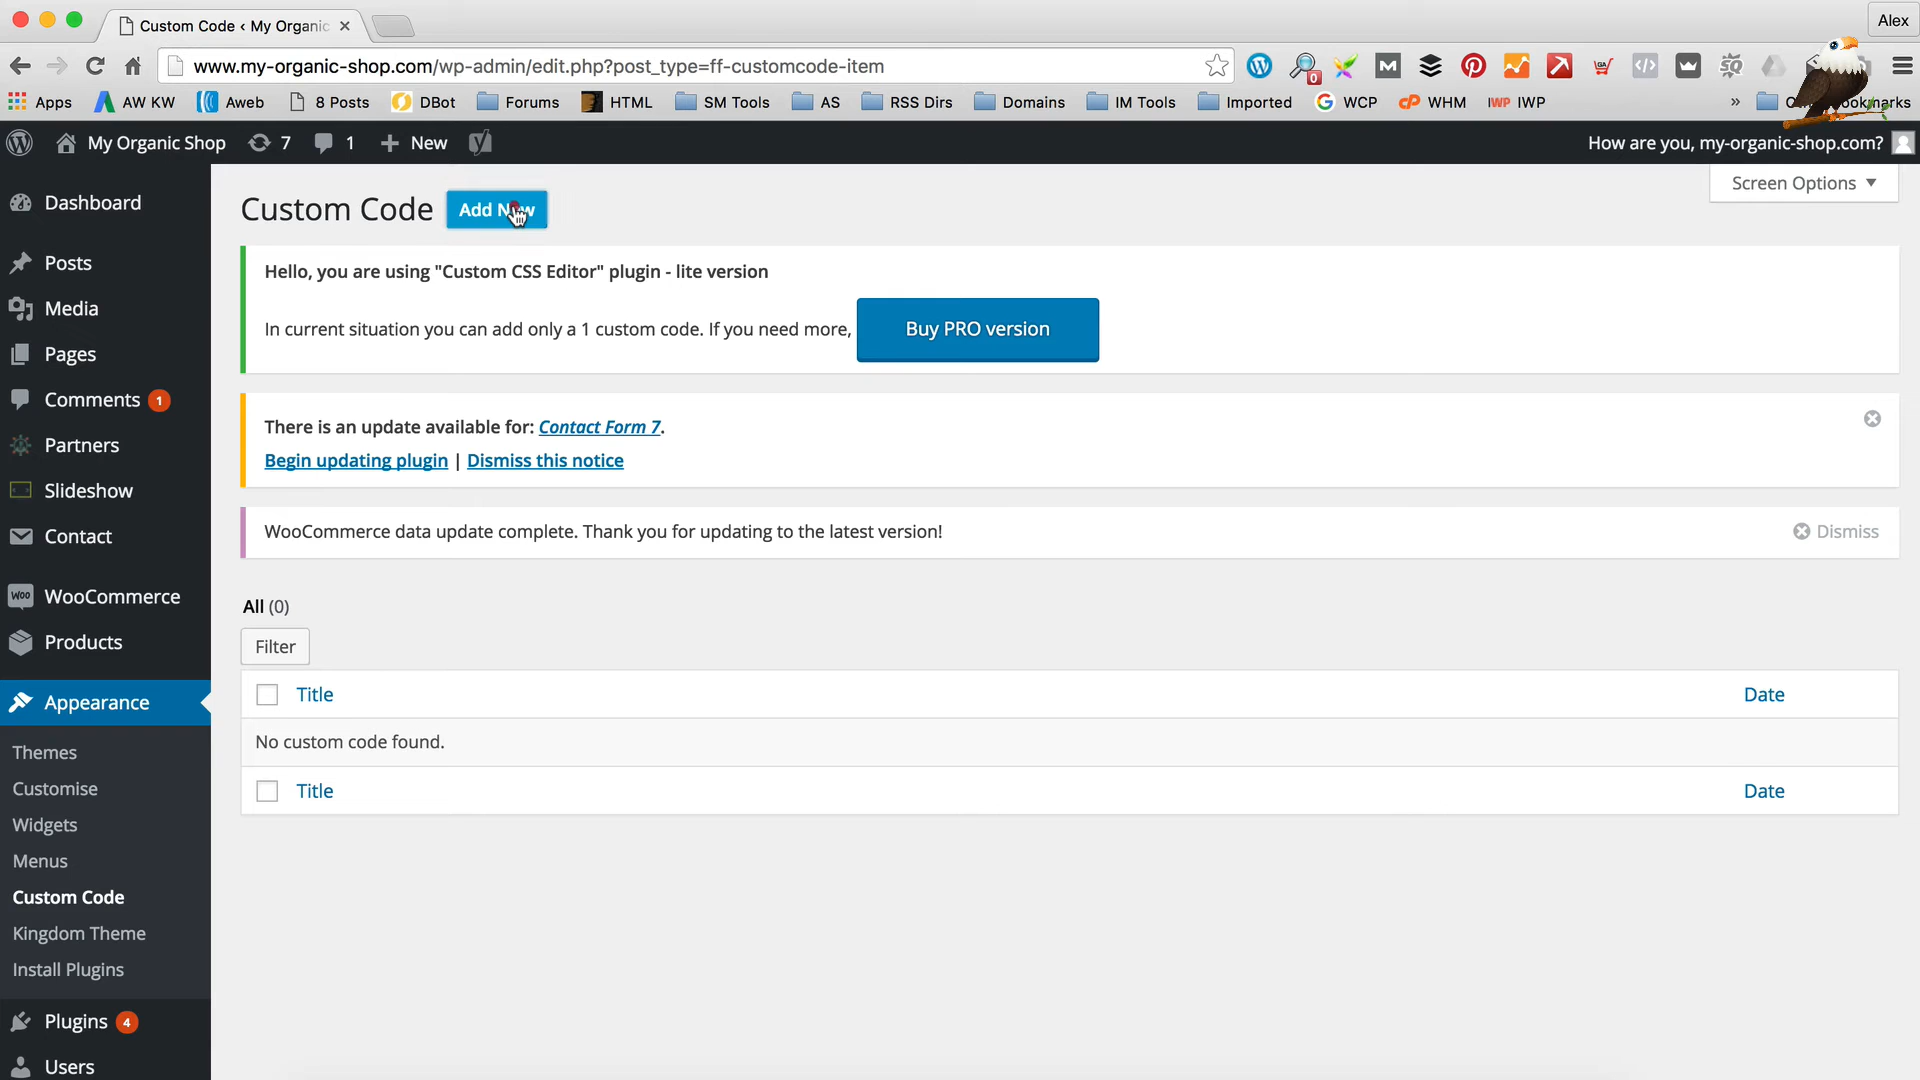 Custom Code ‹ My Organic
Alex
www.my-organic-shop.com/wp-admin/edit.php?post_type=ff-customcode-item
0
Apps
AW KW
Aweb
8 Posts
DBot
Forums
HTML
SM Tools
AS
RSS Dirs
Domains
IM Tools
Imported
WCP
WHM
IWP
»
My Organic Shop
7
1
New
How are you, my-organic-shop.com?
Dashboard
Posts
Media
Pages
Comments 1
Partners
Slideshow
Contact
WooCommerce
Products
Appearance
Themes
Customise
Widgets
Menus
Custom Code
Kingdom Theme
Install Plugins
Plugins 4
Users
Screen Options
Custom Code Add New
Hello, you are using "Custom CSS Editor" plugin - lite version
In current situation you can add only a 1 custom code. If you need more, Buy PRO version
There is an update available for: Contact Form 7.
Begin updating plugin | Dismiss this notice
WooCommerce data update complete. Thank you for updating to the latest version! Dismiss
All (0)
Filter
Title Date
No custom code found.
Title Date